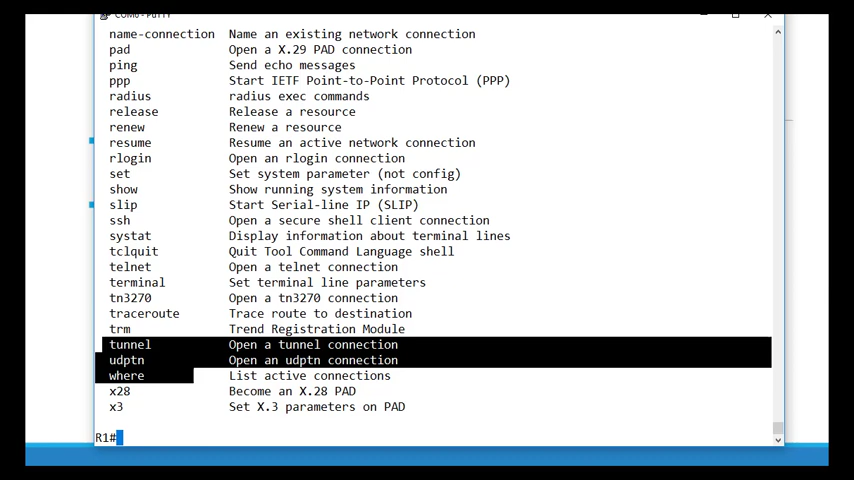 COM6 - PuTTY
name-connection Name an existing network connection
pad Open a X.29 PAD connection
ping Send echo messages
ppp Start IETF Point-to-Point Protocol (PPP)
radius radius exec commands
release Release a resource
renew Renew a resource
resume Resume an active network connection
rlogin Open an rlogin connection
set Set system parameter (not config)
show Show running system information
slip Start Serial-line IP (SLIP)
ssh Open a secure shell client connection
systat Display information about terminal lines
tclquit Quit Tool Command Language shell
telnet Open a telnet connection
terminal Set terminal line parameters
tn3270 Open a tn3270 connection
traceroute Trace route to destination
trm Trend Registration Module
tunnel Open a tunnel connection
udptn Open an udptn connection
where List active connections
x28 Become an X.28 PAD
x3 Set X.3 parameters on PAD
R1#